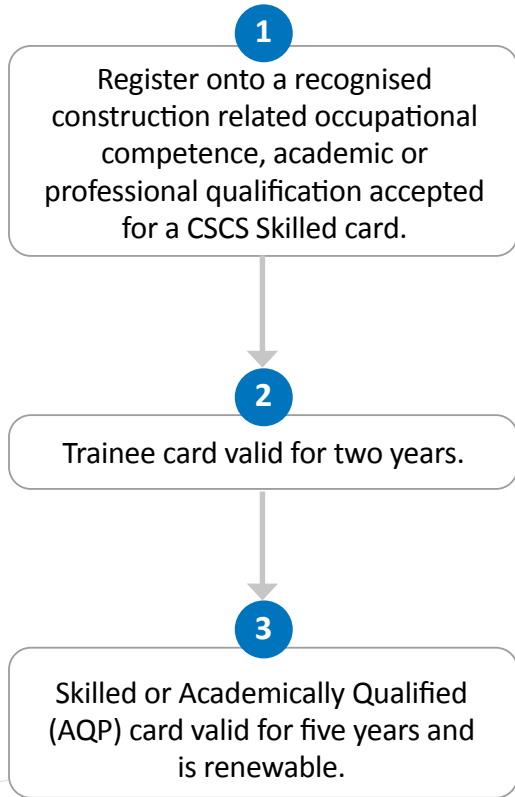 1
Register onto a recognised
construction related occupational
competence, academic or
professional qualification accepted
for a CSCS Skilled card.
2
Trainee card valid for two years.
3
Skilled or Academically Qualified
(AQP) card valid for five years and
is renewable.